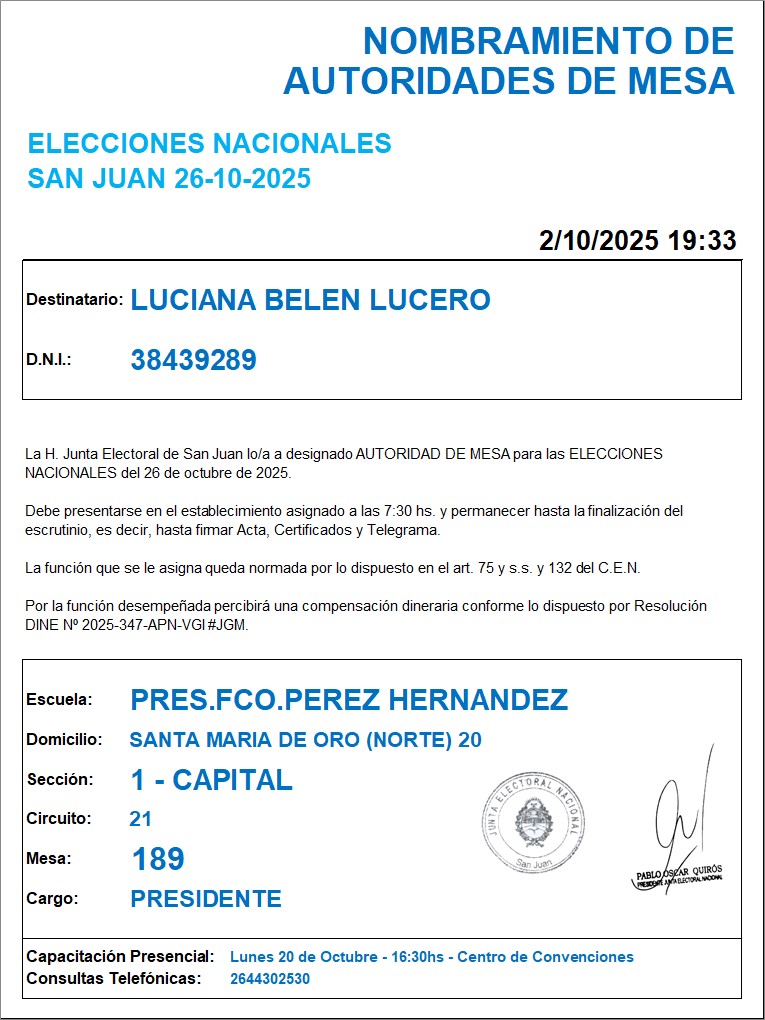 NOMBRAMIENTO DE
AUTORIDADES DE MESA
ELECCIONES NACIONALES
SAN JUAN 26-10-2025
2/10/2025 19:33
Destinatario: LUCIANA BELEN LUCERO
D.N.I.: 38439289
La H. Junta Electoral de San Juan lo/a a designado AUTORIDAD DE MESA para las ELECCIONES
NACIONALES del 26 de octubre de 2025.
Debe presentarse en el establecimiento asignado a las 7:30 hs. y permanecer hasta la finalización del
escrutinio, es decir, hasta firmar Acta, Certificados y Telegrama.
La función que se le asigna queda normada por lo dispuesto en el art. 75 y s.s. y 132 del C.E.N.
Por la función desempeñada percibirá una compensación dineraria conforme lo dispuesto por Resolución
DINE Nº 2025-347-APN-VGI#JGM.
Escuela: PRES.FCO.PEREZ HERNANDEZ
Domicilio: SANTA MARIA DE ORO (NORTE) 20
Sección: 1 - CAPITAL
Circuito: 21
Mesa: 189
Cargo: PRESIDENTE
JUNTA ELECTORAL NACIONAL
San Juan
PABLO OSCAR QUIRÓS
PRESIDENTE JUNTA ELECTORAL NACIONAL
Capacitación Presencial: Lunes 20 de Octubre - 16:30hs - Centro de Convenciones
Consultas Telefónicas: 2644302530